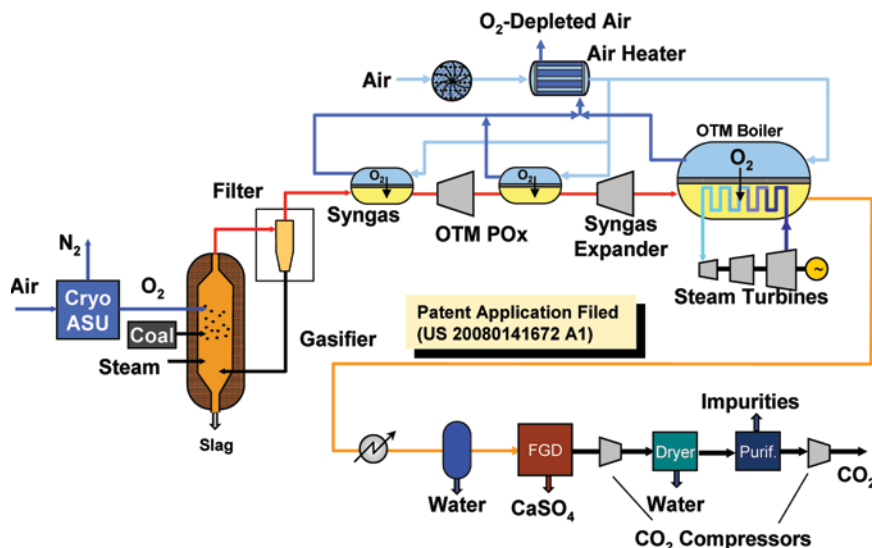 O2-Depleted Air
Air Heater
Air
OTM Boiler
O2
O2
O2
Filter
Syngas
OTM POx
Syngas
Expander
Steam Turbines
~
N2
Air
Cryo
ASU
O2
Coal
Steam
Gasifier
Slag
Patent Application Filed
(US 20080141672 A1)
Impurities
FGD
Dryer
Purif.
CO2
Water
CaSO4
Water
CO2 Compressors